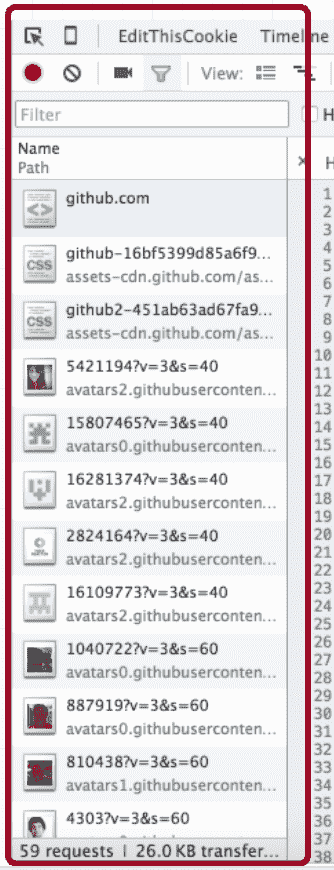 EditThisCookie Timeline
View:
Filter
H
Name
Path
× H
github.com
github-16bf5399d85a6f9...
assets-cdn.github.com/as...
github2-451ab63ad67fa9...
assets-cdn.github.com/as...
5421194?v=3&s=40
avatars2.githubuserconten...
15807465?v=3&s=40
avatars0.githubuserconten...
16281374?v=3&s=40
avatars2.githubuserconten...
2824164?v=3&s=40
avatars2.githubuserconten...
16109773?v=3&s=40
avatars2.githubuserconten...
1040722?v=3&s=60
avatars0.githubuserconten...
887919?v=3&s=60
avatars0.githubuserconten...
810438?v=3&s=60
avatars1.githubuserconten...
4303?v=3&s=60
59 requests | 26.0 KB transfer...
1
2
3
4
5
6
7
8
9
10
11
12
13
14
15
16
17
18
19
20
21
22
23
24
25
26
27
28
29
30
31
32
33
34
35
36
37
38